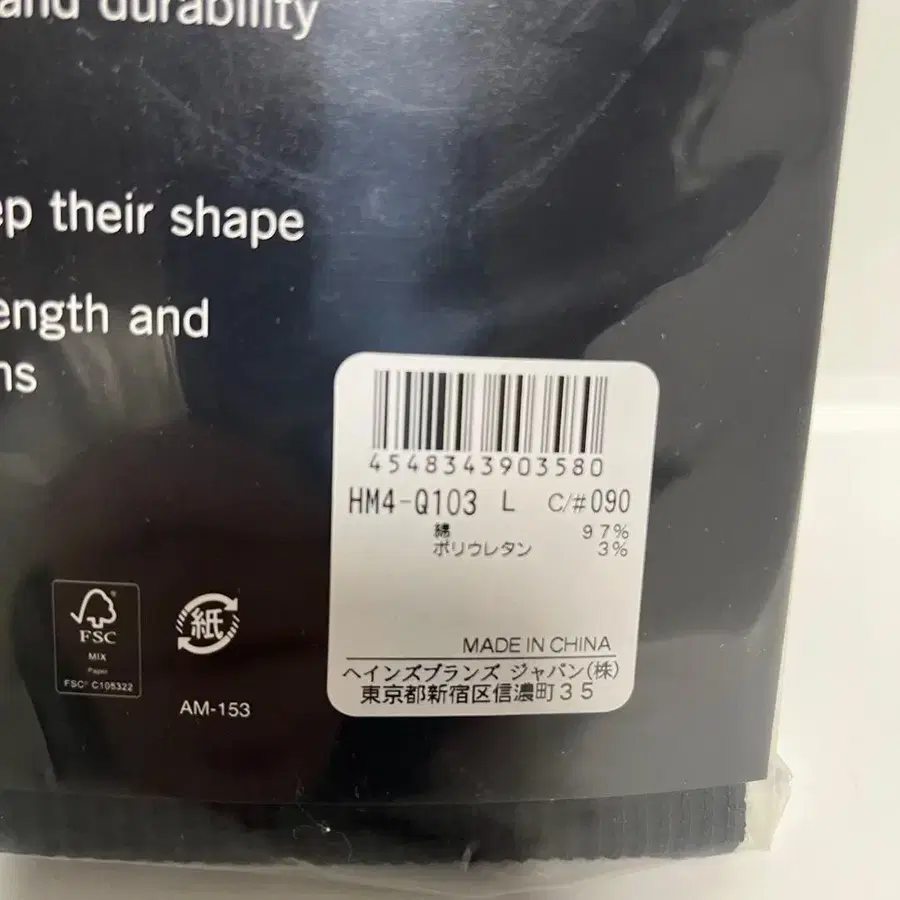 and durability
ep their shape
ength and
ns
4548343903580
HM4-Q103 L C/#090
綿 97%
ポリウレタン 3%
MADE IN CHINA
ヘインズブランズ ジャパン(株)
東京都新宿区信濃町35
FSC
MIX
Paper
FSC® C105322
紙
AM-153